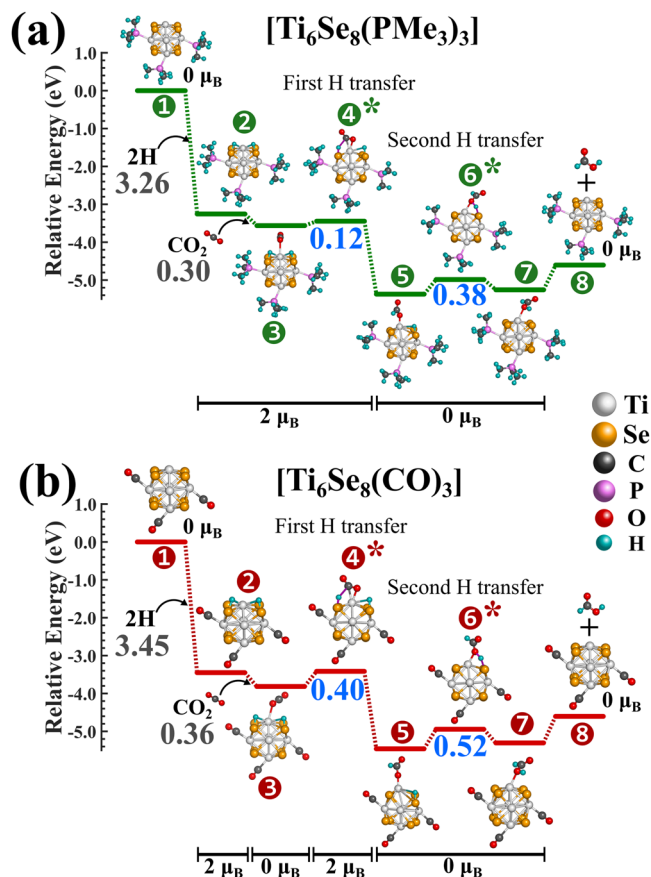 (a) [Ti₆Se₈(PMe₃)₃]
1.0
0.0
-1.0
-2.0
-3.0
-4.0
-5.0
Relative Energy (eV)
0 μB
1
2H
3.26
2
CO₂
0.30
3
First H transfer
4*
0.12
Second H transfer
6*
5
0.38
7
+
0 μB
8
2 μB
0 μB
Ti
Se
C
P
O
H
(b) [Ti₆Se₈(CO)₃]
1.0
0.0
-1.0
-2.0
-3.0
-4.0
-5.0
Relative Energy (eV)
0 μB
1
2H
3.45
2
CO₂
0.36
3
First H transfer
4*
0.40
Second H transfer
6*
5
0.52
7
+
0 μB
8
2 μB
0 μB
2 μB
0 μB